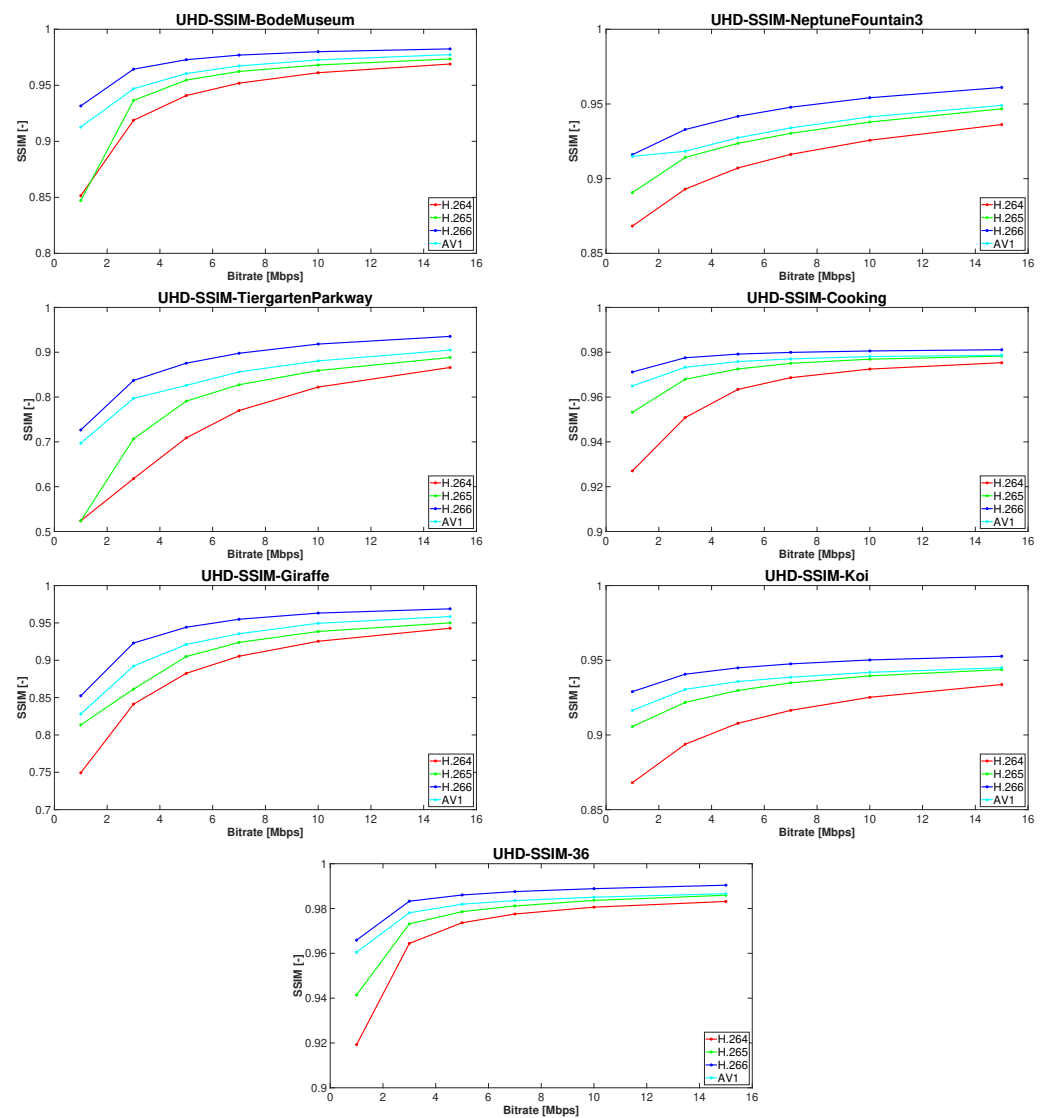 UHD-SSIM-BodeMuseum
1
0.95
0.9
0.85
0.8
SSIM [-]
0 2 4 6 8 10 12 14 16
Bitrate [Mbps]
H.264
H.265
H.266
AV1
UHD-SSIM-NeptuneFountain3
1
0.95
0.9
0.85
SSIM [-]
0 2 4 6 8 10 12 14 16
Bitrate [Mbps]
H.264
H.265
H.266
AV1
UHD-SSIM-TiergartenParkway
1
0.9
0.8
0.7
0.6
0.5
SSIM [-]
0 2 4 6 8 10 12 14 16
Bitrate [Mbps]
H.264
H.265
H.266
AV1
UHD-SSIM-Cooking
1
0.98
0.96
0.94
0.92
0.9
SSIM [-]
0 2 4 6 8 10 12 14 16
Bitrate [Mbps]
H.264
H.265
H.266
AV1
UHD-SSIM-Giraffe
1
0.95
0.9
0.85
0.8
0.75
0.7
SSIM [-]
0 2 4 6 8 10 12 14 16
Bitrate [Mbps]
H.264
H.265
H.266
AV1
UHD-SSIM-Koi
1
0.95
0.9
0.85
SSIM [-]
0 2 4 6 8 10 12 14 16
Bitrate [Mbps]
H.264
H.265
H.266
AV1
UHD-SSIM-36
1
0.98
0.96
0.94
0.92
0.9
SSIM [-]
0 2 4 6 8 10 12 14 16
Bitrate [Mbps]
H.264
H.265
H.266
AV1